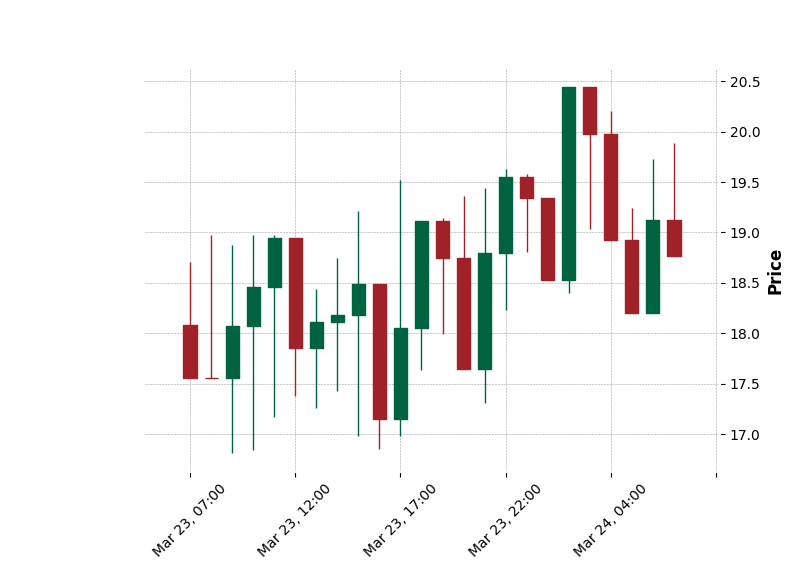 20.5
20.0
19.5
19.0
18.5
18.0
17.5
17.0
Price
Mar 23, 07:00
Mar 23, 12:00
Mar 23, 17:00
Mar 23, 22:00
Mar 24, 04:00